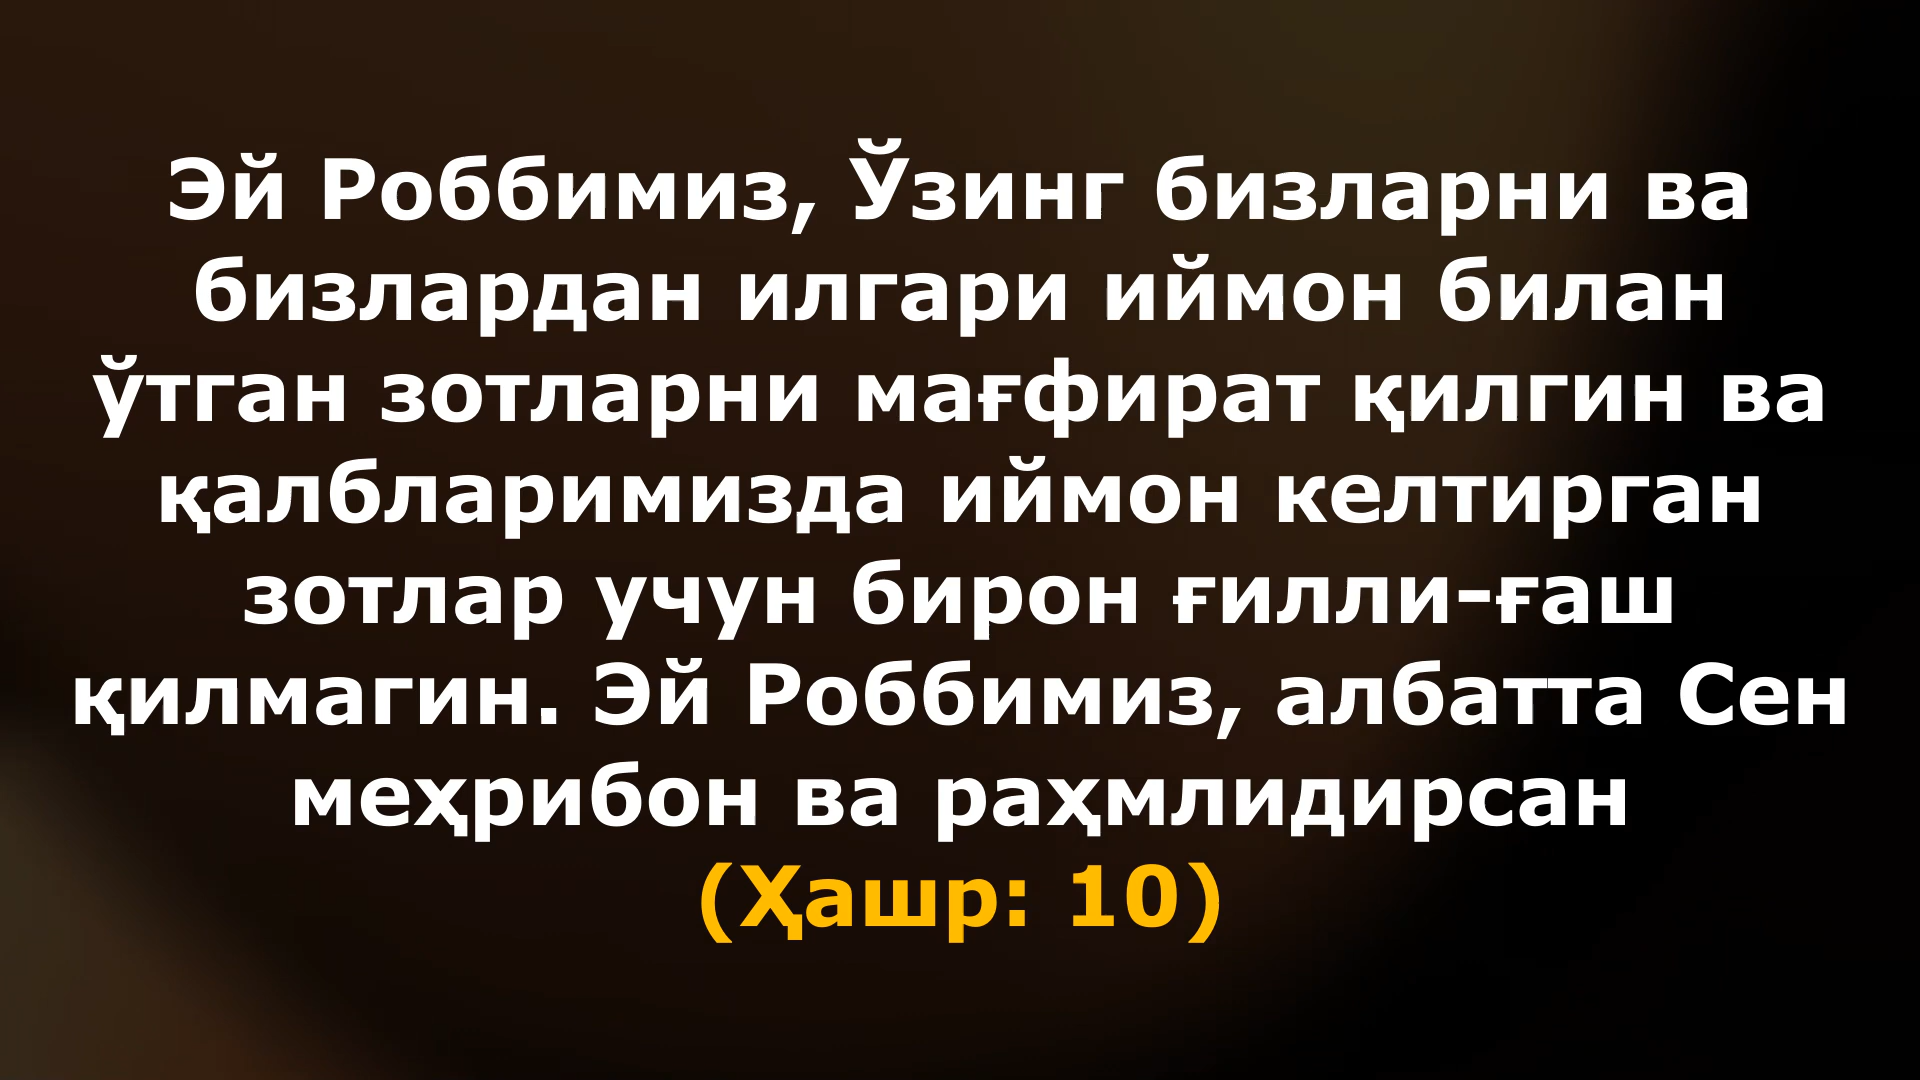 Эй Роббимиз, Ўзинг бизларни ва
бизлардан илгари иймон билан
ўтган зотларни мағфират қилгин ва
қалбларимизда иймон келтирган
зотлар учун бирон ғилли-ғаш
қилмагин. Эй Роббимиз, албатта Сен
меҳрибон ва раҳмлидирсан
(Ҳашр: 10)